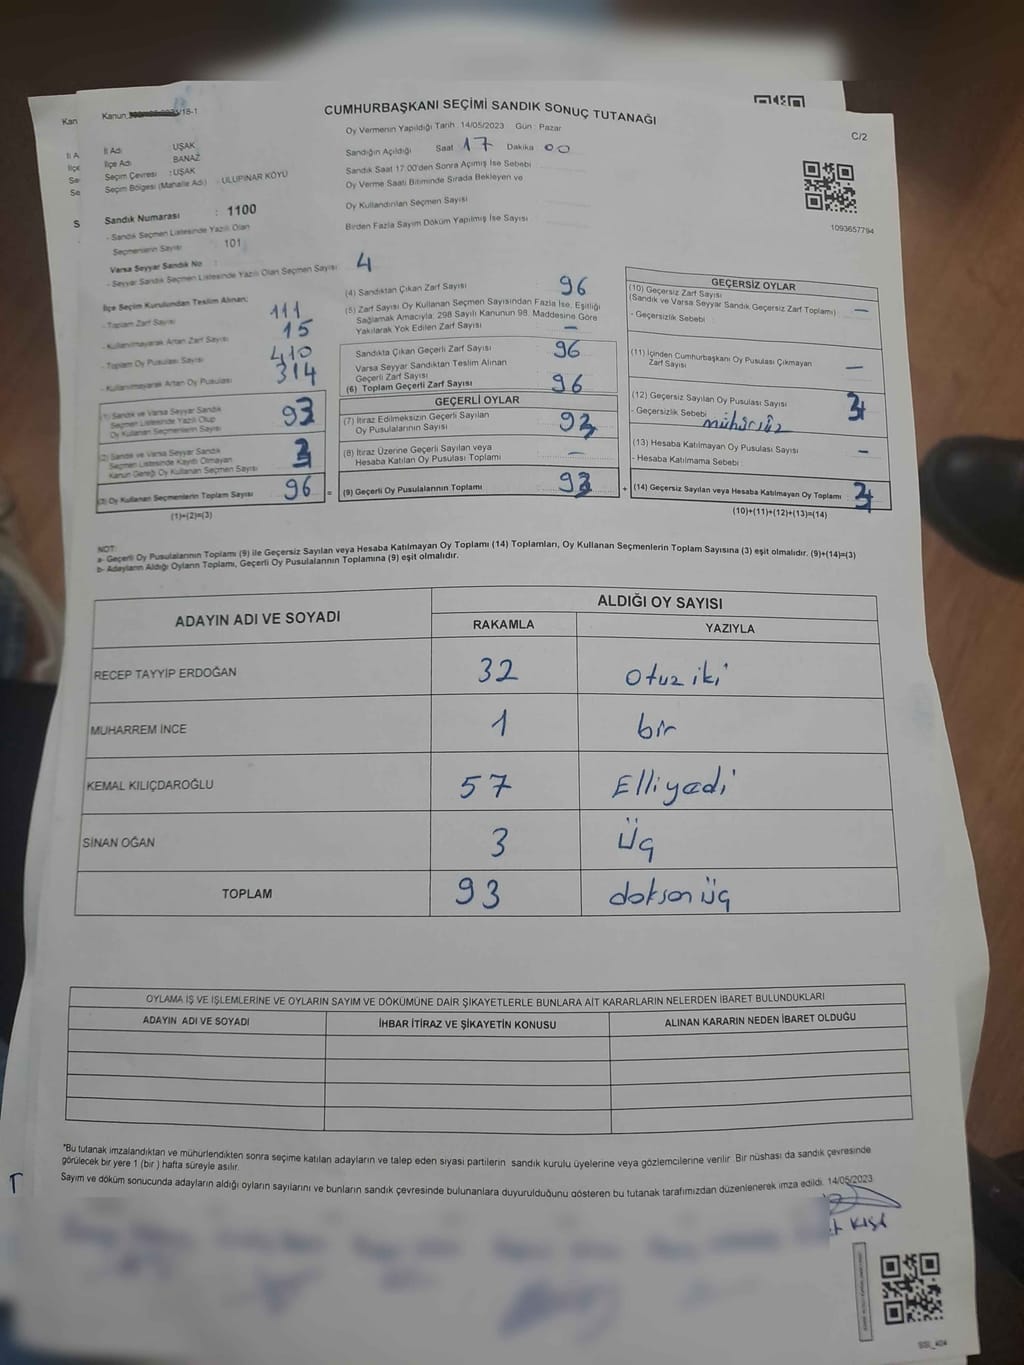 CUMHURBAŞKANI SEÇİMİ SANDIK SONUÇ TUTANAĞI
C/2
Oy Vermenin Yapıldığı Tarih : 14/05/2023 Gün : Pazar
İl Adı : UŞAK
İlçe Adı : BANAZ
Seçim Çevresi : UŞAK
Seçim Bölgesi (Mahalle Adı) : ULUPINAR KÖYÜ
Sandığın Açıldığı Saat 17 Dakika 00
Sandık Saat 17:00'den Sonra Açmış İse Sebebi
Oy Verme Saati Bitiminde Sırada Bekleyen ve
Oy Kullandırılan Seçmen Sayısı
Birden Fazla Sayım Döküm Yapılmış İse Sayısı
1093657794
Sandık Numarası : 1100
- Sandık Seçmen Listesinde Yazılı Olan
Seçmenlerin Sayısı 101
Varsa Seyyar Sandık No :
- Seyyar Sandık Seçmen Listesinde Yazılı Olan Seçmen Sayısı 4
İlçe Seçim Kurulundan Teslim Alınan;
- Toplam Zarf Sayısı 111
- Kullanılmayarak Artan Zarf Sayısı 15
- Toplam Oy Pusulası Sayısı 410
- Kullanılmayarak Artan Oy Pusulası 314
(1) Sandık ve Varsa Seyyar Sandık
Seçmen Listesinde Yazılı Olup
Oy Kullanan Seçmenlerin Sayısı 93
(2) Sandık ve Varsa Seyyar Sandık
Seçmen Listesinde Kayıtlı Olmayan
Kanun Gereği Oy Kullanan Seçmen Sayısı 3
(3) Oy Kullanan Seçmenlerin Toplam Sayısı 96 =
(1)+(2)=(3)
(4) Sandıktan Çıkan Zarf Sayısı 96
(5) Zarf Sayısı Oy Kullanan Seçmen Sayısından Fazla İse, Eşitliği
Sağlamak Amacıyla; 298 Sayılı Kanunun 98. Maddesine Göre
Yakılarak Yok Edilen Zarf Sayısı —
Sandıkta Çıkan Geçerli Zarf Sayısı 96
Varsa Seyyar Sandıktan Teslim Alınan
Geçerli Zarf Sayısı
(6) Toplam Geçerli Zarf Sayısı 96
GEÇERLİ OYLAR
(7) İtiraz Edilmeksizin Geçerli Sayılan
Oy Pusulalarının Sayısı 93
(8) İtiraz Üzerine Geçerli Sayılan veya
Hesaba Katılan Oy Pusulası Toplamı —
(9) Geçerli Oy Pusulalarının Toplamı 93 +
GEÇERSİZ OYLAR
(10) Geçersiz Zarf Sayısı
(Sandık ve Varsa Seyyar Sandık Geçersiz Zarf Toplamı) —
- Geçersizlik Sebebi :
(11) İçinden Cumhurbaşkanı Oy Pusulası Çıkmayan
Zarf Sayısı —
(12) Geçersiz Sayılan Oy Pusulası Sayısı 3
- Geçersizlik Sebebi mühürsüz
(13) Hesaba Katılmayan Oy Pusulası Sayısı —
- Hesaba Katılmama Sebebi :
(14) Geçersiz Sayılan veya Hesaba Katılmayan Oy Toplamı 3
(10)+(11)+(12)+(13)=(14)
NOT:
a- Geçerli Oy Pusulalarının Toplamı (9) ile Geçersiz Sayılan veya Hesaba Katılmayan Oy Toplamı (14) Toplamları, Oy Kullanan Seçmenlerin Toplam Sayısına (3) eşit olmalıdır. (9)+(14)=(3)
b- Adayların Aldığı Oyların Toplamı, Geçerli Oy Pusulalarının Toplamına (9) eşit olmalıdır.
ADAYIN ADI VE SOYADI
ALDIĞI OY SAYISI
RAKAMLA YAZIYLA
RECEP TAYYİP ERDOĞAN 32 otuz iki
MUHARREM İNCE 1 bir
KEMAL KILIÇDAROĞLU 57 Elliyedi
SİNAN OĞAN 3 üç
TOPLAM 93 doksan üç
OYLAMA İŞ VE İŞLEMLERİNE VE OYLARIN SAYIM VE DÖKÜMÜNE DAİR ŞİKAYETLERLE BUNLARA AİT KARARLARIN NELERDEN İBARET BULUNDUKLARI
ADAYIN ADI VE SOYADI İHBAR İTİRAZ VE ŞİKAYETİN KONUSU ALINAN KARARIN NEDEN İBARET OLDUĞU
*Bu tutanak imzalandıktan ve mühürlendikten sonra seçime katılan adayların ve talep eden siyasi partilerin sandık kurulu üyelerine veya gözlemcilerine verilir. Bir nüshası da sandık çevresinde
görülecek bir yere 1 (bir ) hafta süreyle asılır.
Sayım ve döküm sonucunda adayların aldığı oyların sayılarını ve bunların sandık çevresinde bulunanlara duyurulduğunu gösteren bu tutanak tarafımızdan düzenlenerek imza edildi. 14/05/2023